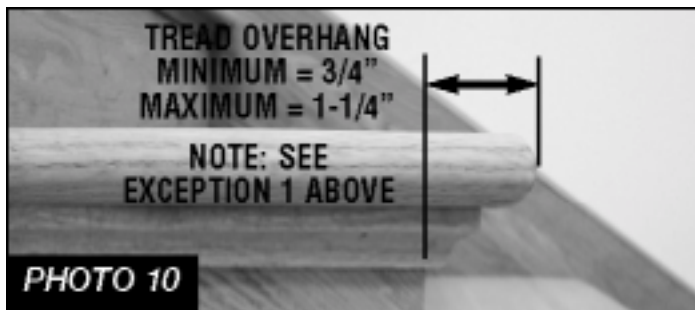 TREAD OVERHANG
MINIMUM = 3/4”
MAXIMUM = 1-1/4”
NOTE: SEE
EXCEPTION 1 ABOVE
PHOTO 10